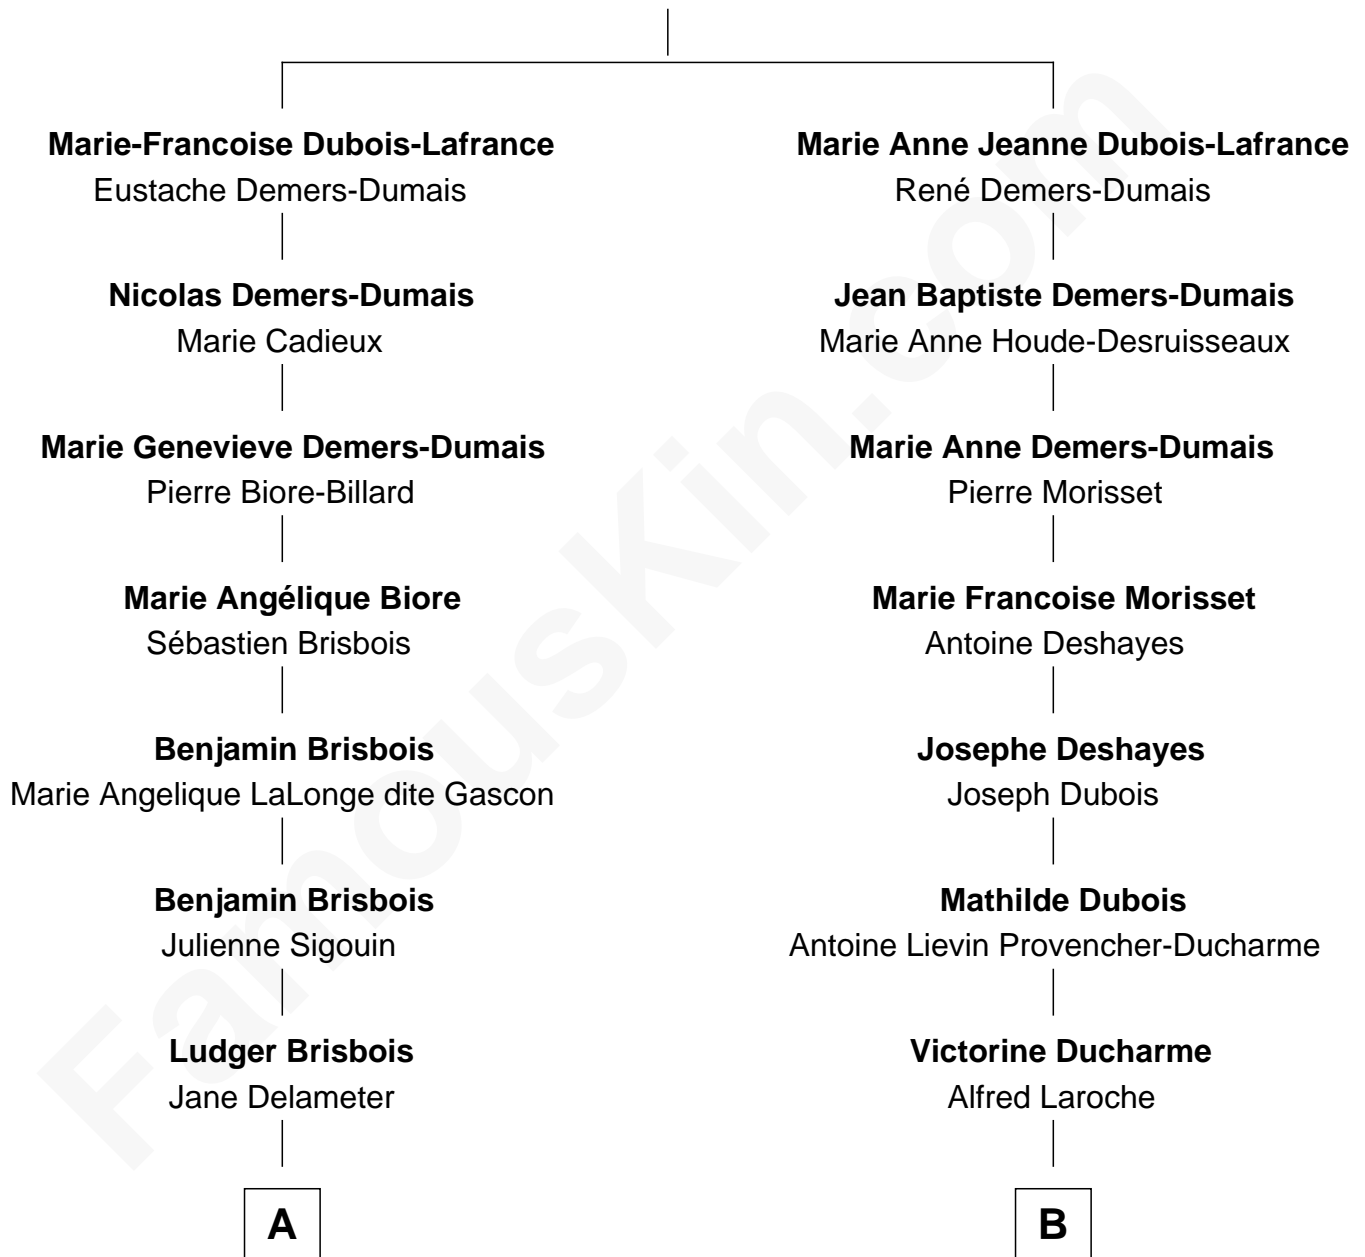 Marie-Francoise Dubois-Lafrance
Eustache Demers-Dumais
Nicolas Demers-Dumais
Marie Cadieux
Marie Genevieve Demers-Dumais
Pierre Biore-Billard
Marie Angélique Biore
Sébastien Brisbois
Benjamin Brisbois
Marie Angelique LaLonge dite Gascon
Benjamin Brisbois
Julienne Sigouin
Ludger Brisbois
Jane Delameter
A
Marie Anne Jeanne Dubois-Lafrance
René Demers-Dumais
Jean Baptiste Demers-Dumais
Marie Anne Houde-Desruisseaux
Marie Anne Demers-Dumais
Pierre Morisset
Marie Francoise Morisset
Antoine Deshayes
Josephe Deshayes
Joseph Dubois
Mathilde Dubois
Antoine Lievin Provencher-Ducharme
Victorine Ducharme
Alfred Laroche
B
FamousKin.com